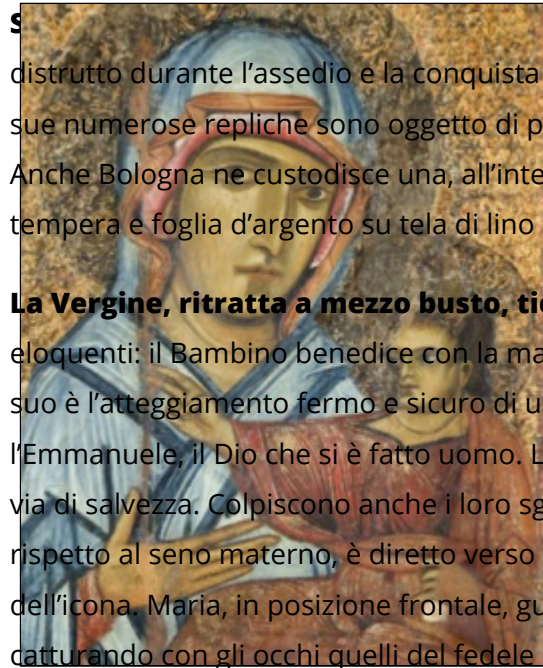 S
distrutto durante l’assedio e la conquista
sue numerose repliche sono oggetto di p
Anche Bologna ne custodisce una, all’inte
tempera e foglia d’argento su tela di lino
La Vergine, ritratta a mezzo busto, tie
eloquenti: il Bambino benedice con la ma
suo è l’atteggiamento fermo e sicuro di u
l’Emmanuele, il Dio che si è fatto uomo. L
via di salvezza. Colpiscono anche i loro sg
rispetto al seno materno, è diretto verso
dell’icona. Maria, in posizione frontale, gu
catturando con gli occhi quelli del fedele